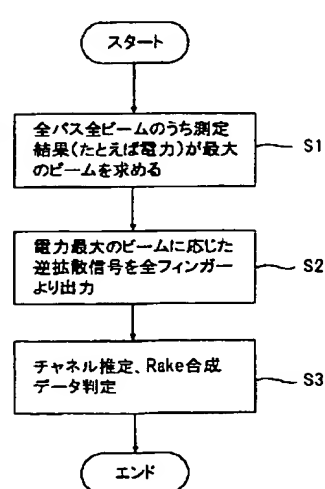 スタート
全パス全ビームのうち測定
結果(たとえば電力)が最大
のビームを求める
S1
電力最大のビームに応じた
逆拡散信号を全フィンガー
より出力
S2
チャネル推定、Rake合成
データ判定
S3
エンド